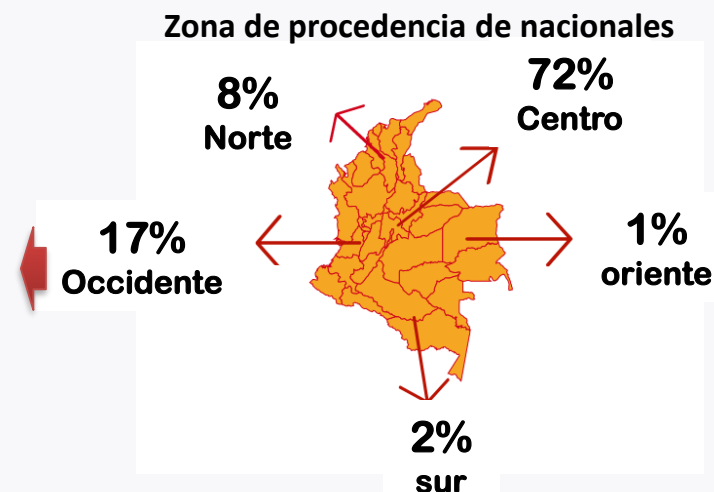 Zona de procedencia de nacionales
8%
Norte
72%
Centro
17%
Occidente
1%
oriente
2%
sur